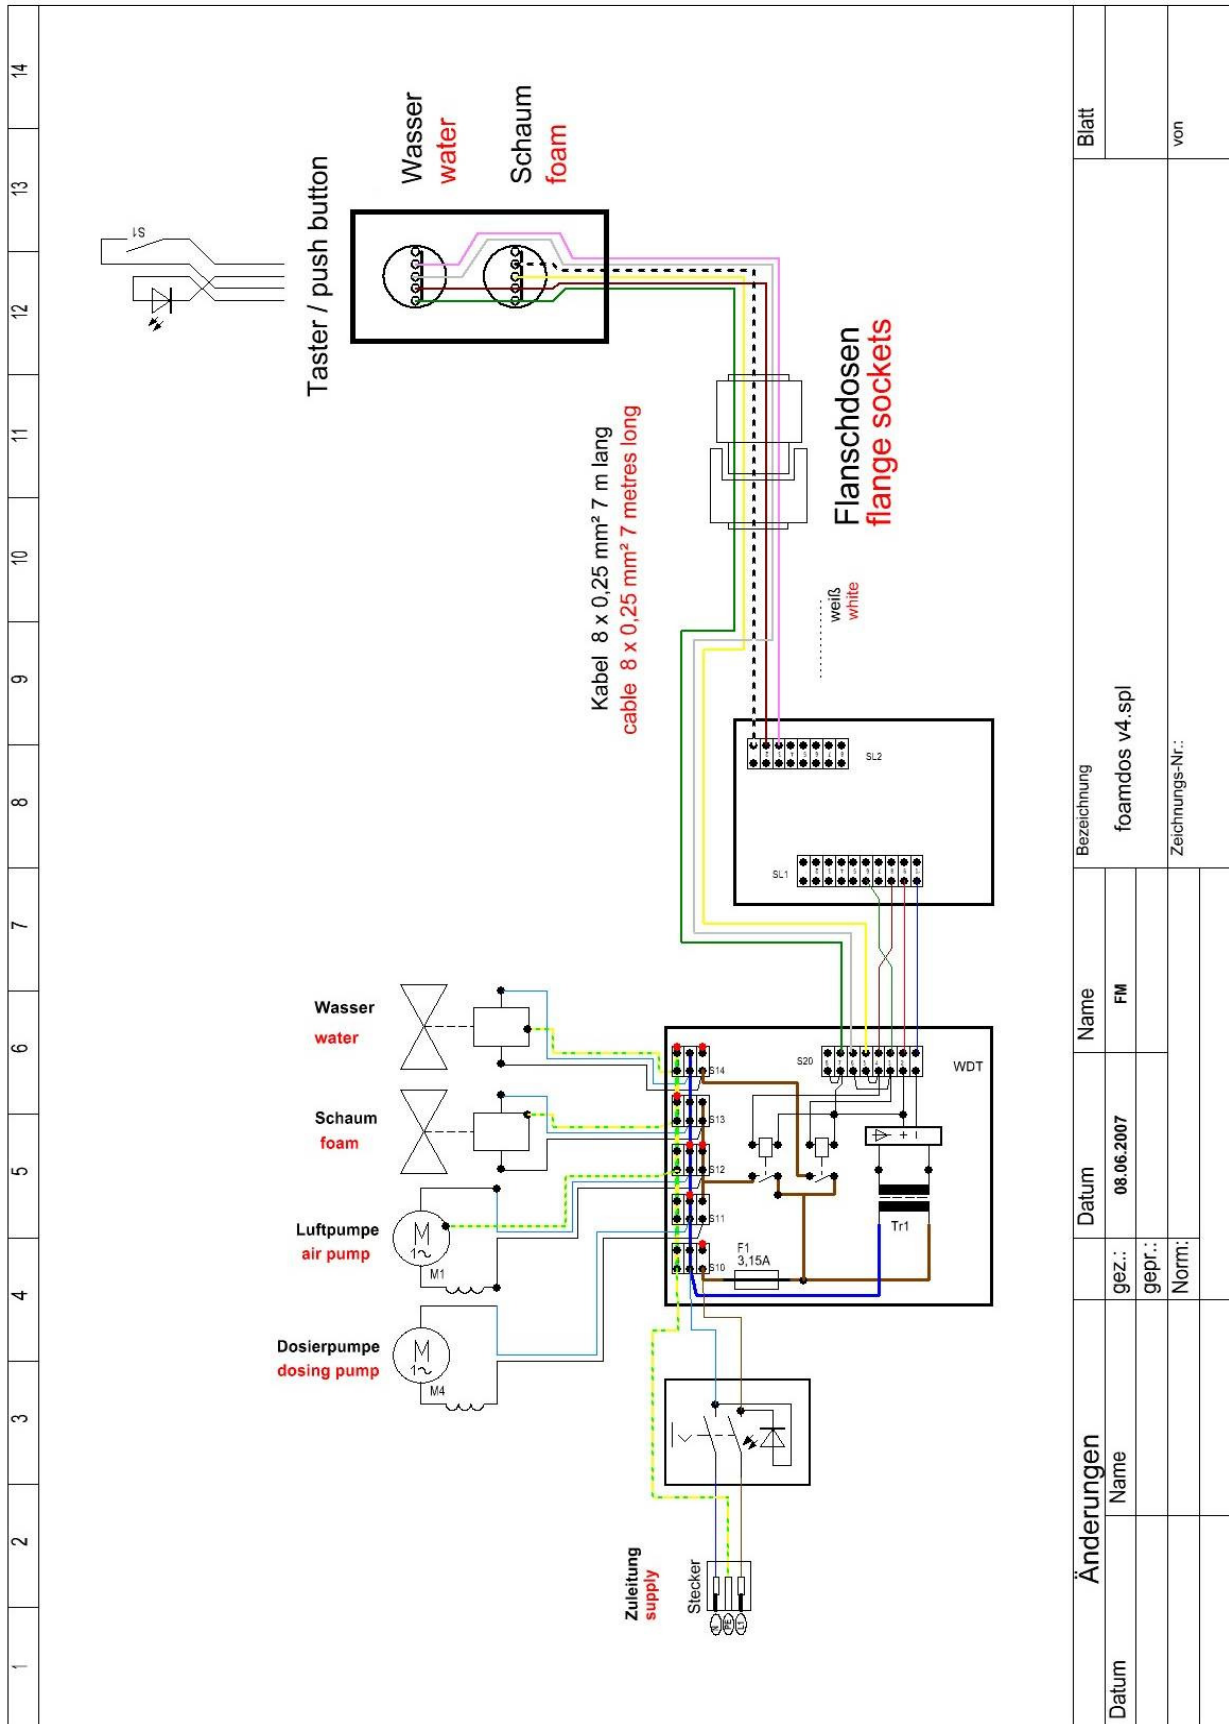 1
2
3
4
5
6
7
8
9
10
11
12
13
14
S1
Taster / push button
Wasser
water
Schaum
foam
Kabel 8 x 0,25 mm² 7 m lang
cable 8 x 0,25 mm² 7 metres long
Flanschdosen
flange sockets
weiß
white
SL2
SL1
Wasser
water
Schaum
foam
Luftpumpe
air pump
M
1~
M1
Dosierpumpe
dosing pump
M
1~
M4
S14
S13
S12
S11
S10
S20
WDT
F1
3,15A
Tr1
+
-
Zuleitung
supply
Stecker
N
PE
L1
Änderungen
Datum
Name
Datum
Name
gez.:
08.06.2007
FM
gepr.:
Norm:
Bezeichnung
foamdos v4.spl
Zeichnungs-Nr.:
Blatt
von